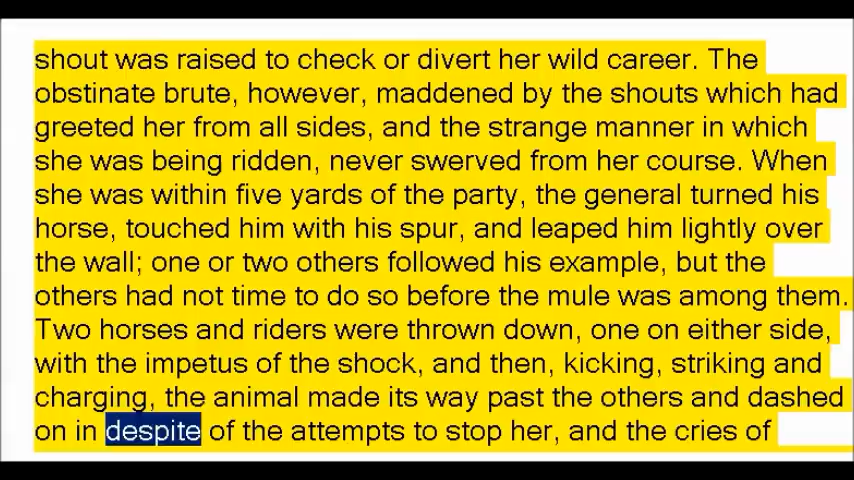 shout was raised to check or divert her wild career. The
obstinate brute, however, maddened by the shouts which had
greeted her from all sides, and the strange manner in which
she was being ridden, never swerved from her course. When
she was within five yards of the party, the general turned his
horse, touched him with his spur, and leaped him lightly over
the wall; one or two others followed his example, but the
others had not time to do so before the mule was among them.
Two horses and riders were thrown down, one on either side,
with the impetus of the shock, and then, kicking, striking and
charging, the animal made its way past the others and dashed
on in despite of the attempts to stop her, and the cries of